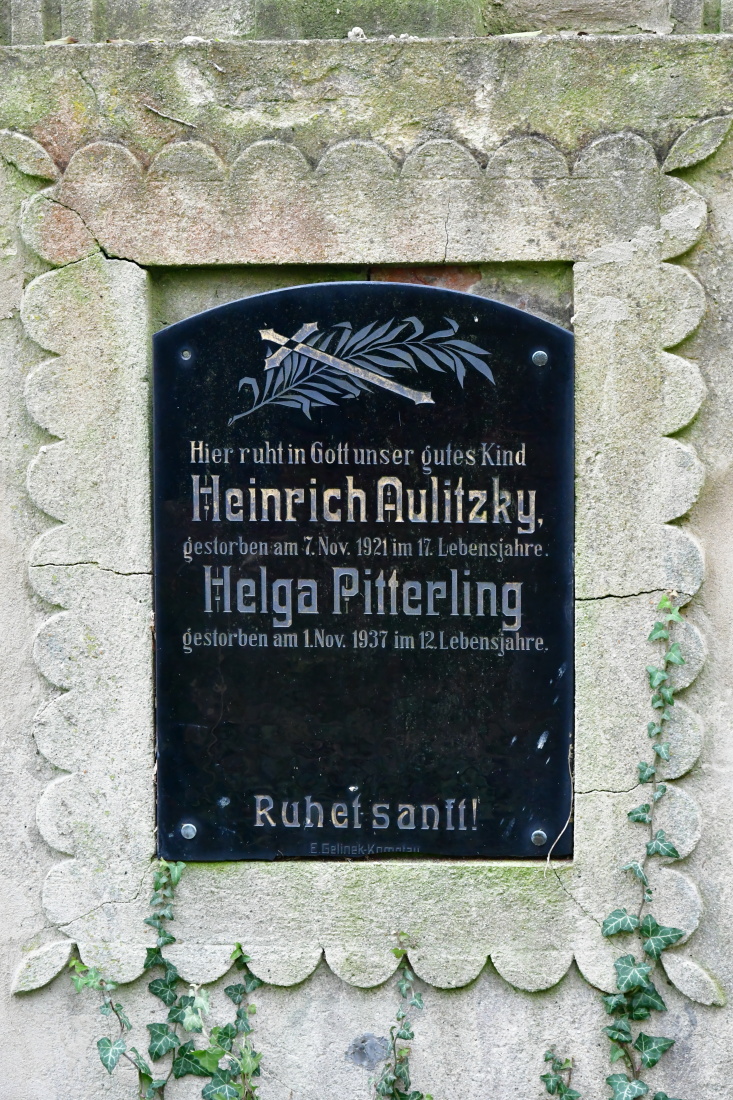 Hier ruht in Gott unser gutes Kind
Heinrich Aulitzky,
gestorben am 7. Nov. 1921 im 17. Lebensjahre.
Helga Pitterling
gestorben am 1. Nov. 1937 im 12. Lebensjahre.
Ruhet sanft!
E. Gelinek-Komotau